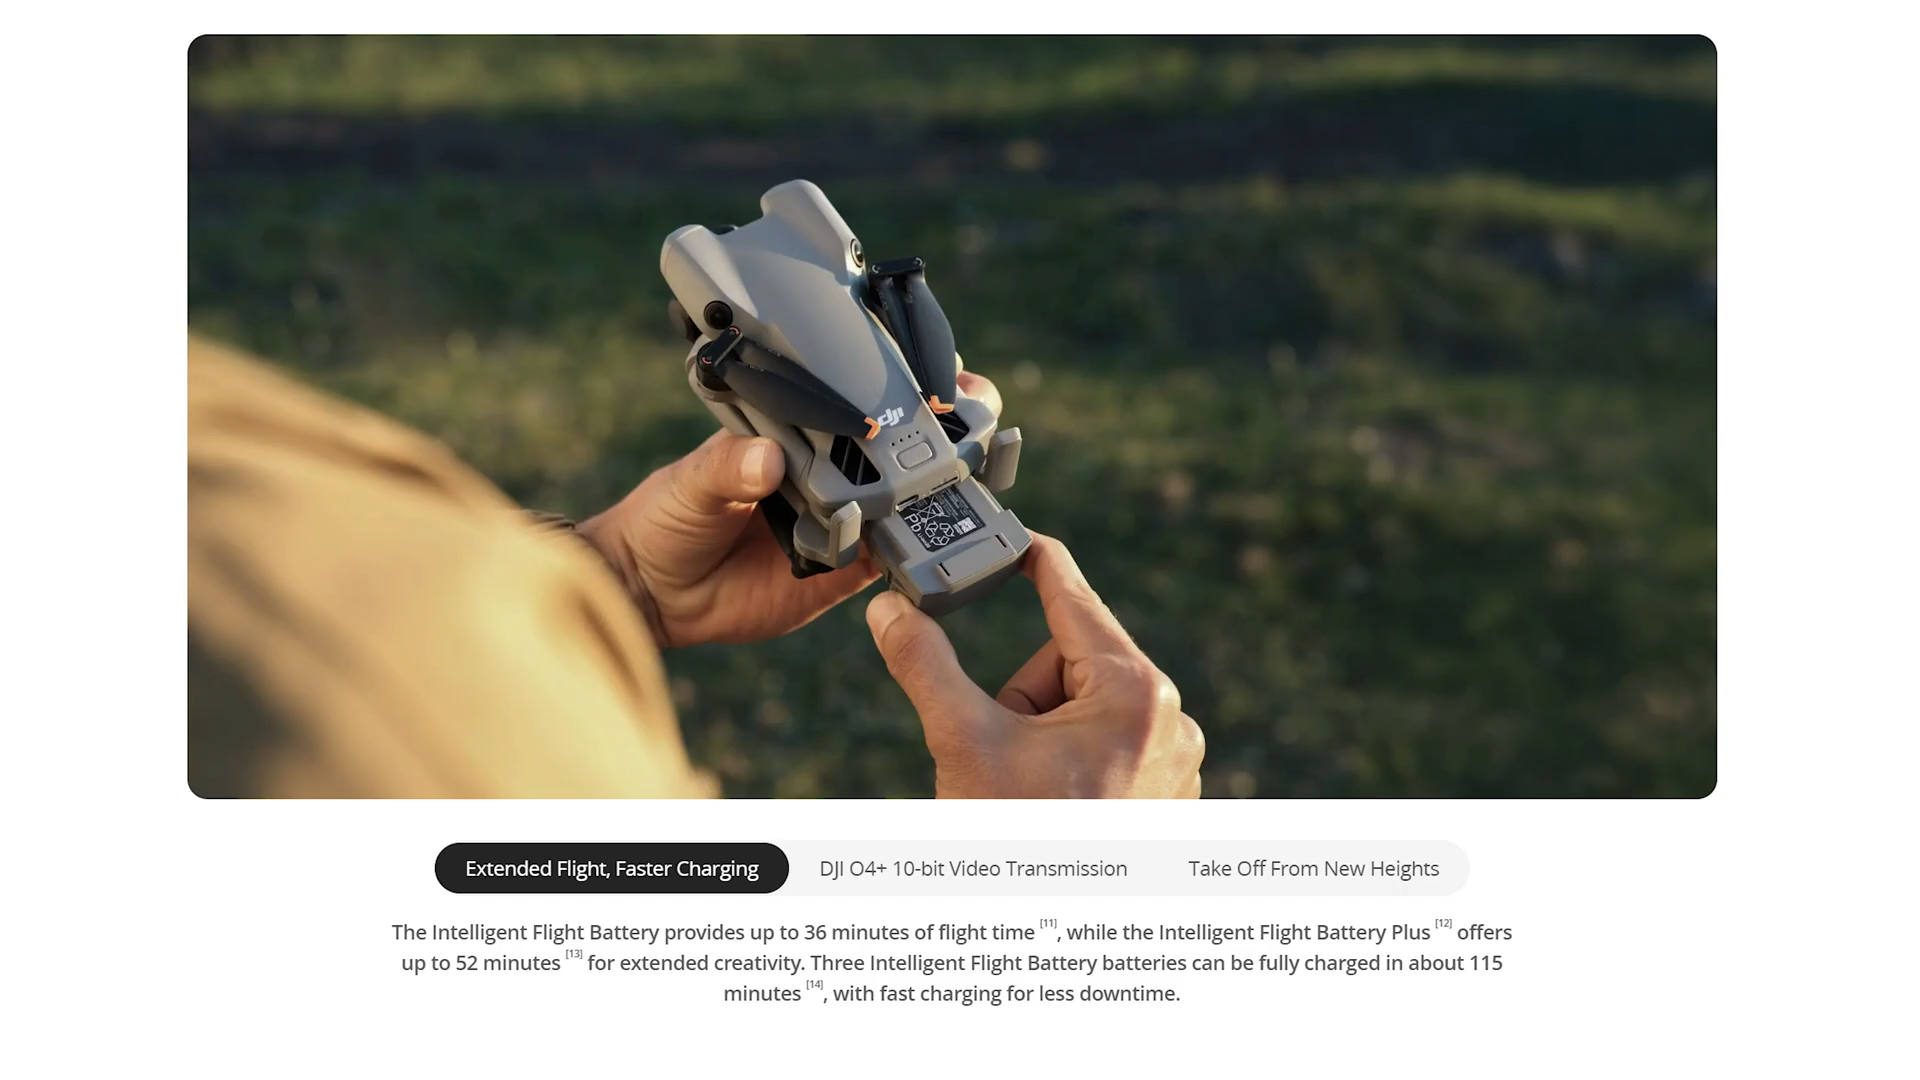 dji
Pb
Extended Flight, Faster Charging
DJI O4+ 10-bit Video Transmission
Take Off From New Heights
The Intelligent Flight Battery provides up to 36 minutes of flight time [11], while the Intelligent Flight Battery Plus [12] offers
up to 52 minutes [13] for extended creativity. Three Intelligent Flight Battery batteries can be fully charged in about 115
minutes [14], with fast charging for less downtime.